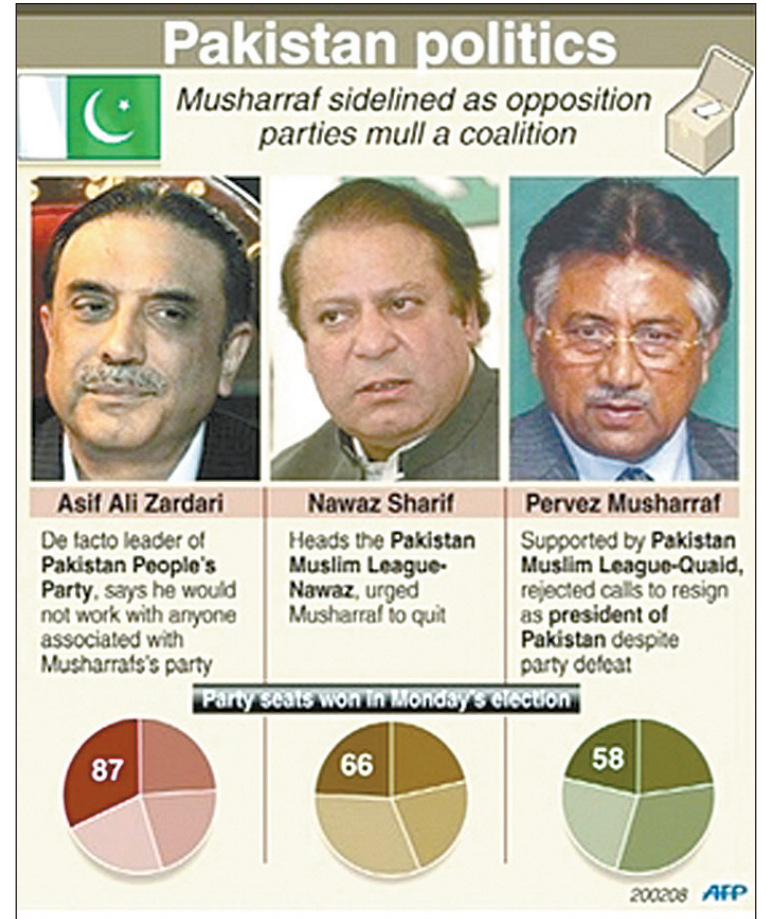 Pakistan politics
Musharraf sidelined as opposition
parties mull a coalition
Asif Ali Zardari
De facto leader of
Pakistan People's
Party, says he would
not work with anyone
associated with
Musharrafs's party
Nawaz Sharif
Heads the Pakistan
Muslim League-
Nawaz, urged
Musharraf to quit
Pervez Musharraf
Supported by Pakistan
Muslim League-Quaid,
rejected calls to resign
as president of
Pakistan despite
party defeat
Party seats won in Monday's election
87
66
58
200208 AFP